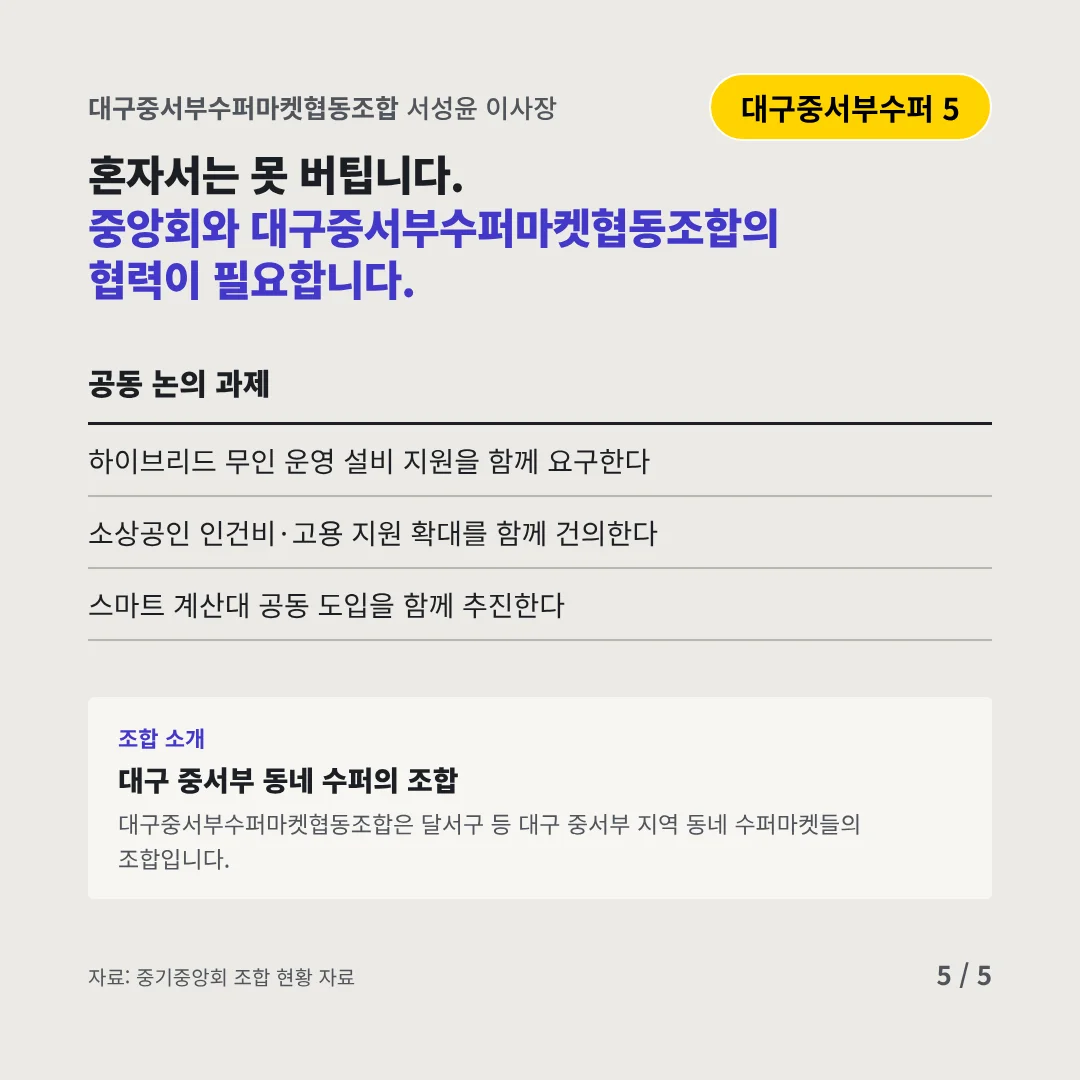 대구중서부수퍼마켓협동조합 서성윤 이사장
대구중서부수퍼 5
혼자서는 못 버팁니다.
중앙회와 대구중서부수퍼마켓협동조합의
협력이 필요합니다.
공동 논의 과제
하이브리드 무인 운영 설비 지원을 함께 요구한다
소상공인 인건비·고용 지원 확대를 함께 건의한다
스마트 계산대 공동 도입을 함께 추진한다
조합 소개
대구 중서부 동네 수퍼의 조합
대구중서부수퍼마켓협동조합은 달서구 등 대구 중서부 지역 동네 수퍼마켓들의
조합입니다.
자료: 중기중앙회 조합 현황 자료
5 / 5